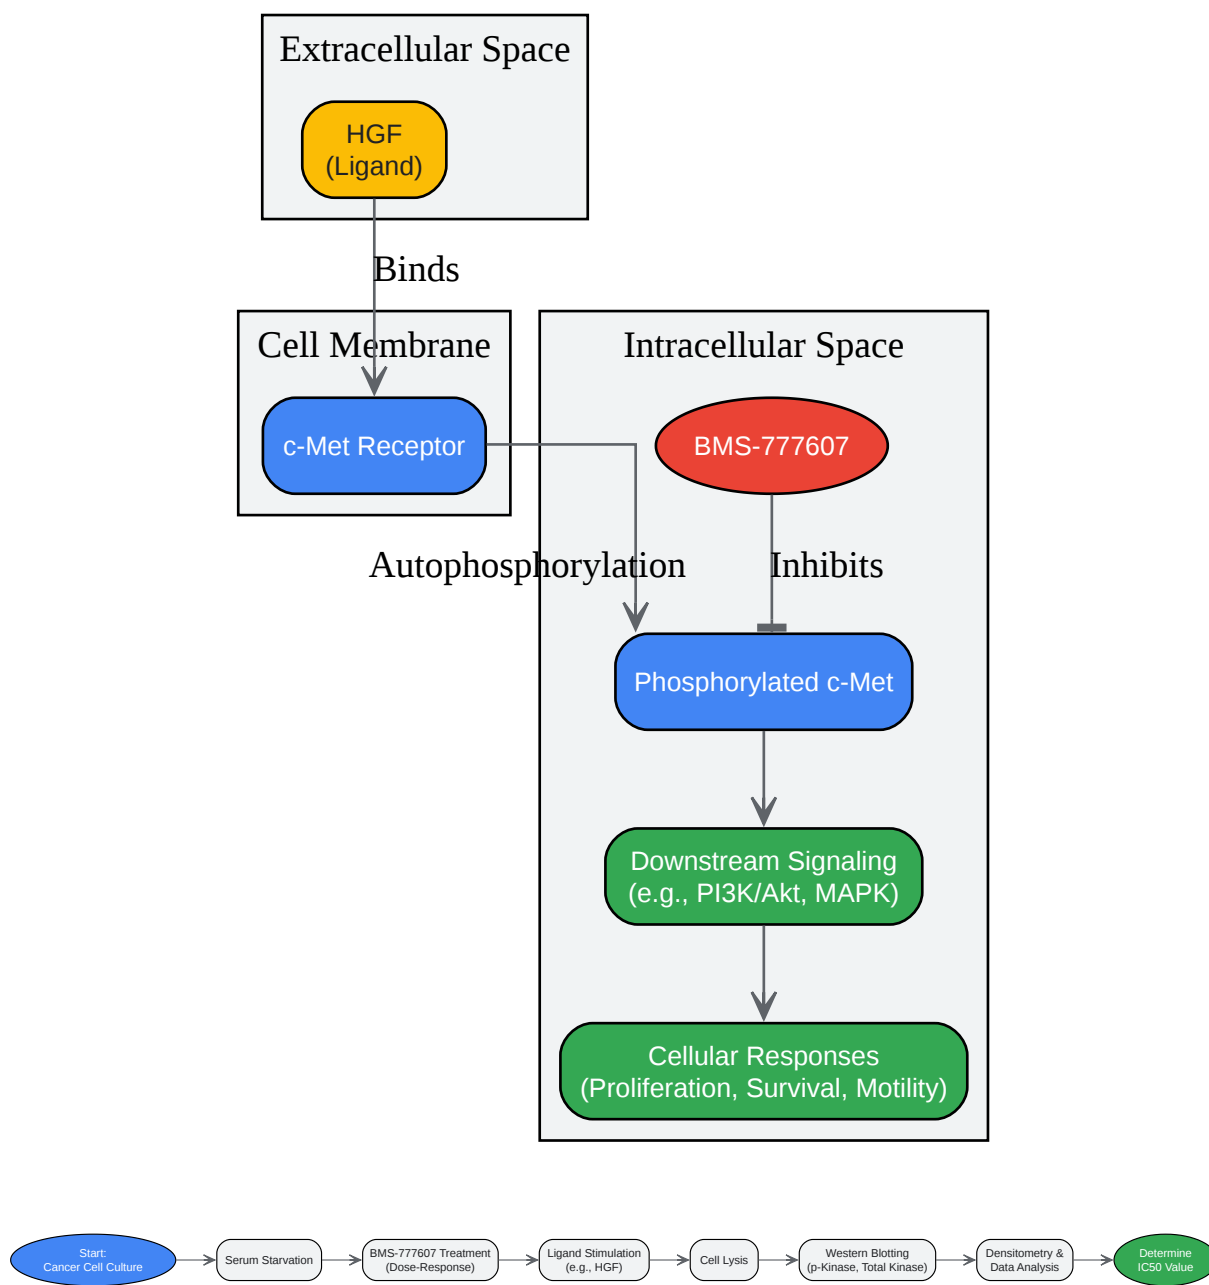 Extracellular Space
HGF
(Ligand)
Binds
Cell Membrane
Intracellular Space
c-Met Receptor
BMS-777607
Autophosphorylation
Inhibits
Phosphorylated c-Met
Downstream Signaling
(e.g., PI3K/Akt, MAPK)
Cellular Responses
(Proliferation, Survival, Motility)
Start:
Cancer Cell Culture
Serum Starvation
BMS-777607 Treatment
(Dose-Response)
Ligand Stimulation
(e.g., HGF)
Cell Lysis
Western Blotting
(p-Kinase, Total Kinase)
Densitometry &
Data Analysis
Determine
IC50 Value